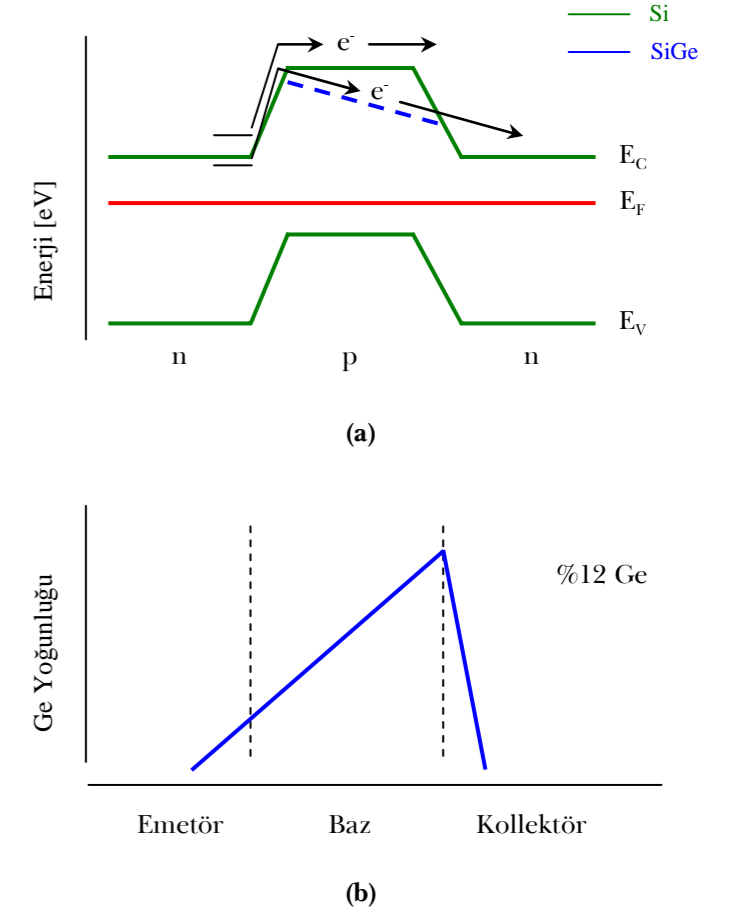 Si
SiGe
e-
e-
Enerji [eV]
EC
EF
EV
n p n
(a)
Ge Yoğunluğu
%12 Ge
Emetör Baz Kollektör
(b)